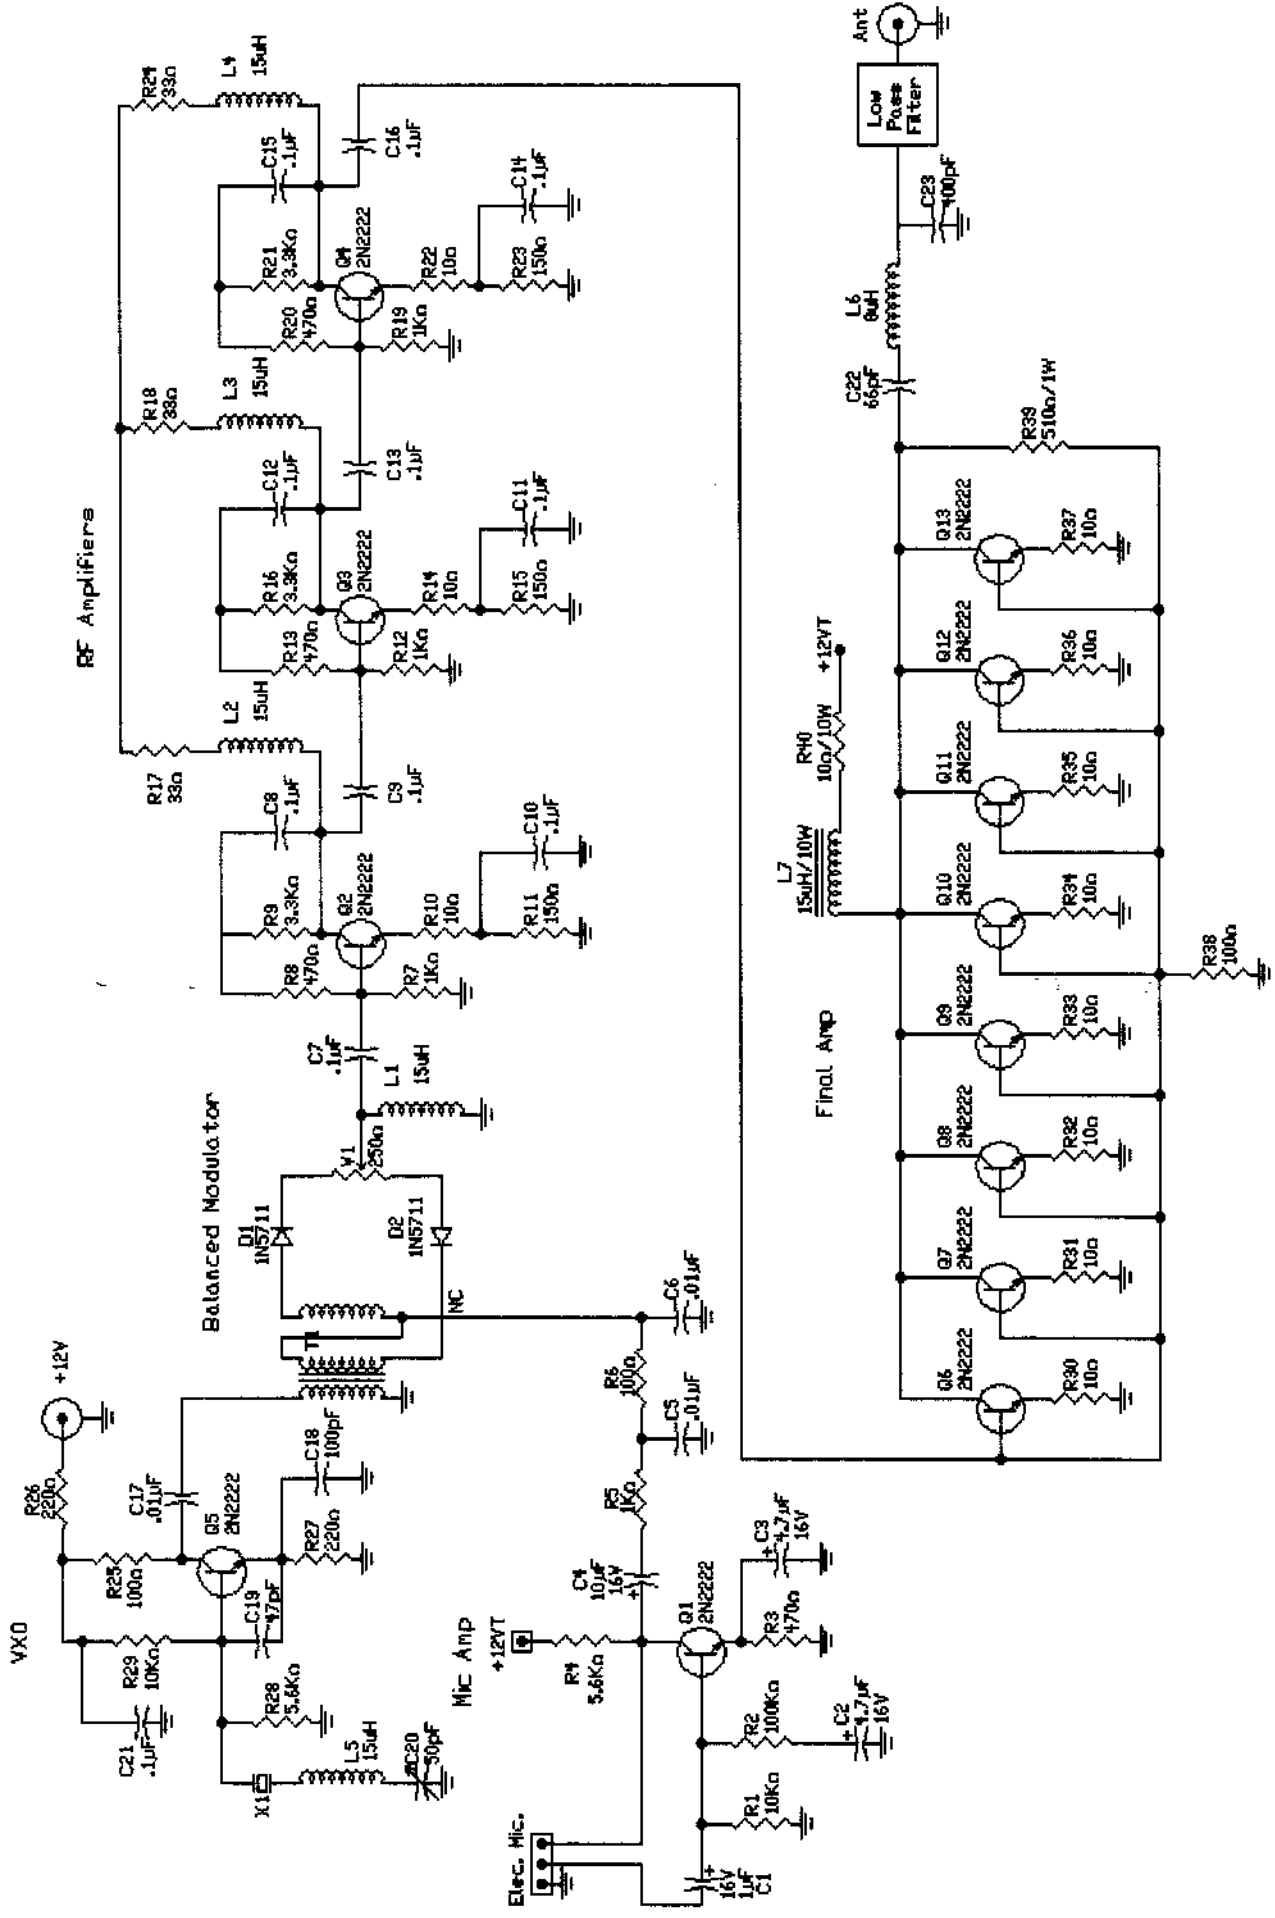 VXO
+12V
R26
220Ω
C21
.1µF
R29
10KΩ
R25
100Ω
C17
.01µF
Q5
2N2222
C19
47pF
R28
5.6KΩ
X1
L5
15uH
C20
50pF
R27
220Ω
C18
100pF
Balanced Modulator
T1
NC
D1
1N5711
D2
1N5711
V1
250Ω
L1
15uH
C7
.1µF
Mic Amp
+12VT
Elec. Mic.
R4
5.6KΩ
C4
10µF
16V
R5
1KΩ
C5
.01µF
R6
100Ω
C6
.01µF
Q1
2N2222
R3
470Ω
C3
4.7µF
16V
R2
100KΩ
C2
4.7µF
16V
R1
10KΩ
16V
1µF
C1
RF Amplifiers
R17
33Ω
L2
15uH
C8
.1µF
R9
3.3KΩ
R8
470Ω
Q2
2N2222
R7
1KΩ
R10
10Ω
R11
150Ω
C10
.1µF
C9
.1µF
R18
33Ω
L3
15uH
C12
.1µF
R16
3.3KΩ
R13
470Ω
Q3
2N2222
R12
1KΩ
R14
10Ω
R15
150Ω
C11
.1µF
C13
.1µF
R24
33Ω
L4
15uH
C15
.1µF
R21
3.3KΩ
R20
470Ω
Q4
2N2222
R19
1KΩ
R22
10Ω
R23
150Ω
C14
.1µF
C16
.1µF
Final Amp
L7
15uH/10W
R40
10Ω/10W
+12VT
Q6
2N2222
R30
10Ω
Q7
2N2222
R31
10Ω
Q8
2N2222
R32
10Ω
Q9
2N2222
R33
10Ω
Q10
2N2222
R34
10Ω
Q11
2N2222
R35
10Ω
Q12
2N2222
R36
10Ω
Q13
2N2222
R37
10Ω
R38
100Ω
R39
510Ω/1W
C22
66pF
L6
C23
400pF
Low
Pass
Filter
Ant